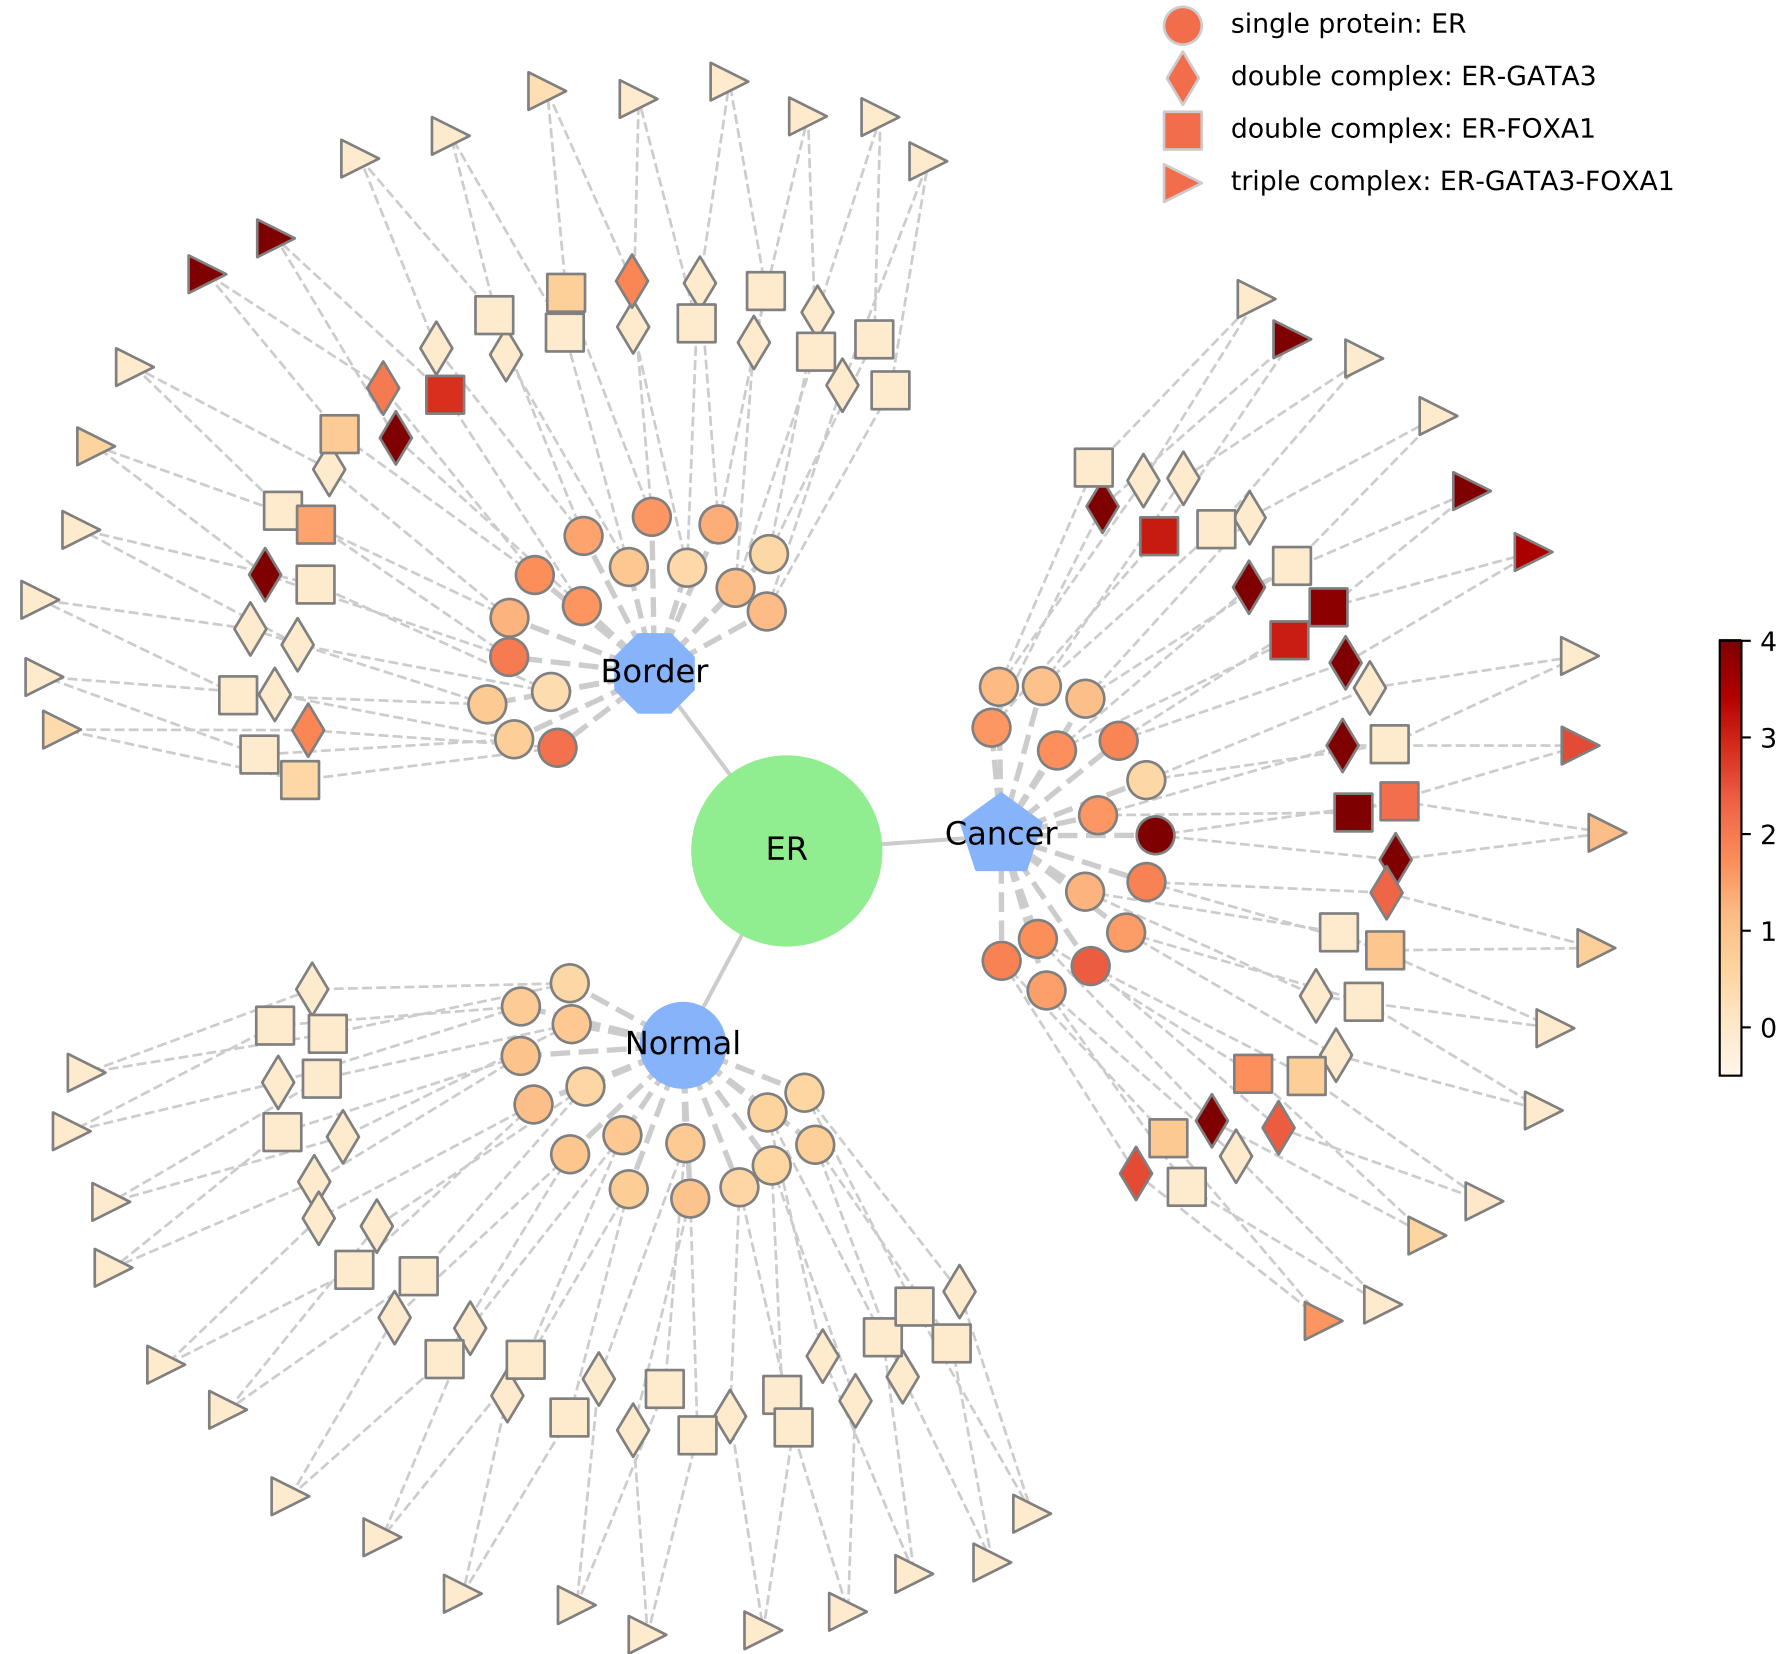 single protein: ER
double complex: ER-GATA3
double complex: ER-FOXA1
triple complex: ER-GATA3-FOXA1
Border
ER
Cancer
Normal
4
3
2
1
0